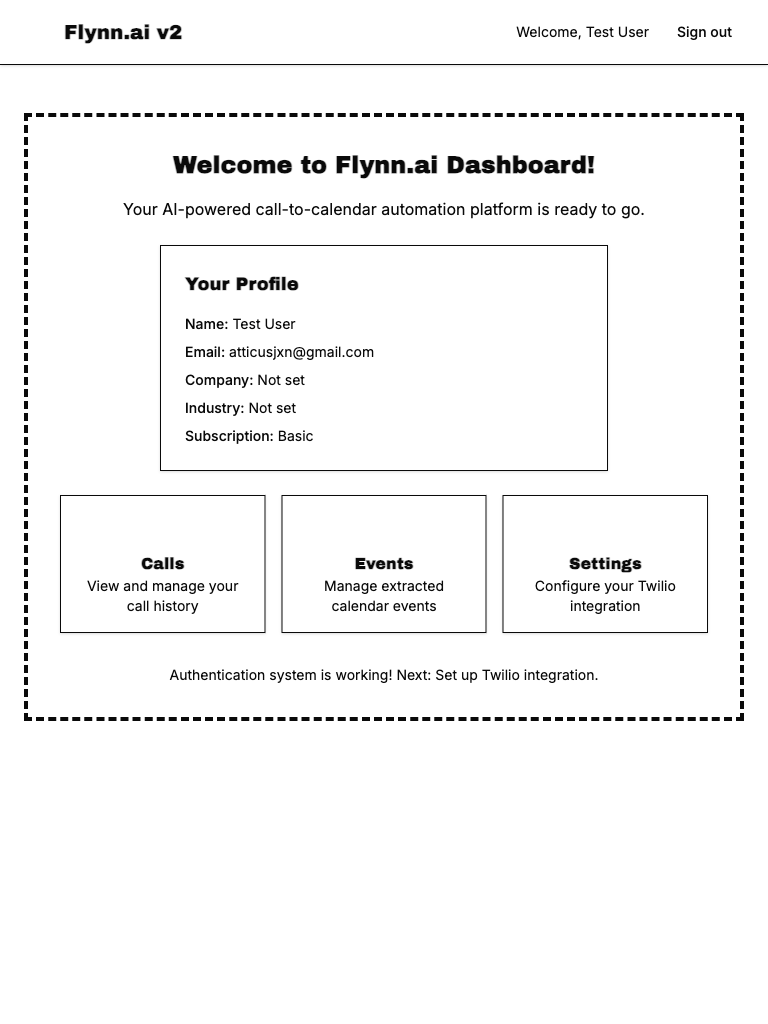 Flynn.ai v2
Welcome, Test User
Sign out
Welcome to Flynn.ai Dashboard!
Your AI-powered call-to-calendar automation platform is ready to go.
Your Profile
Name: Test User
Email: atticusjxn@gmail.com
Company: Not set
Industry: Not set
Subscription: Basic
Calls
View and manage your
call history
Events
Manage extracted
calendar events
Settings
Configure your Twilio
integration
Authentication system is working! Next: Set up Twilio integration.